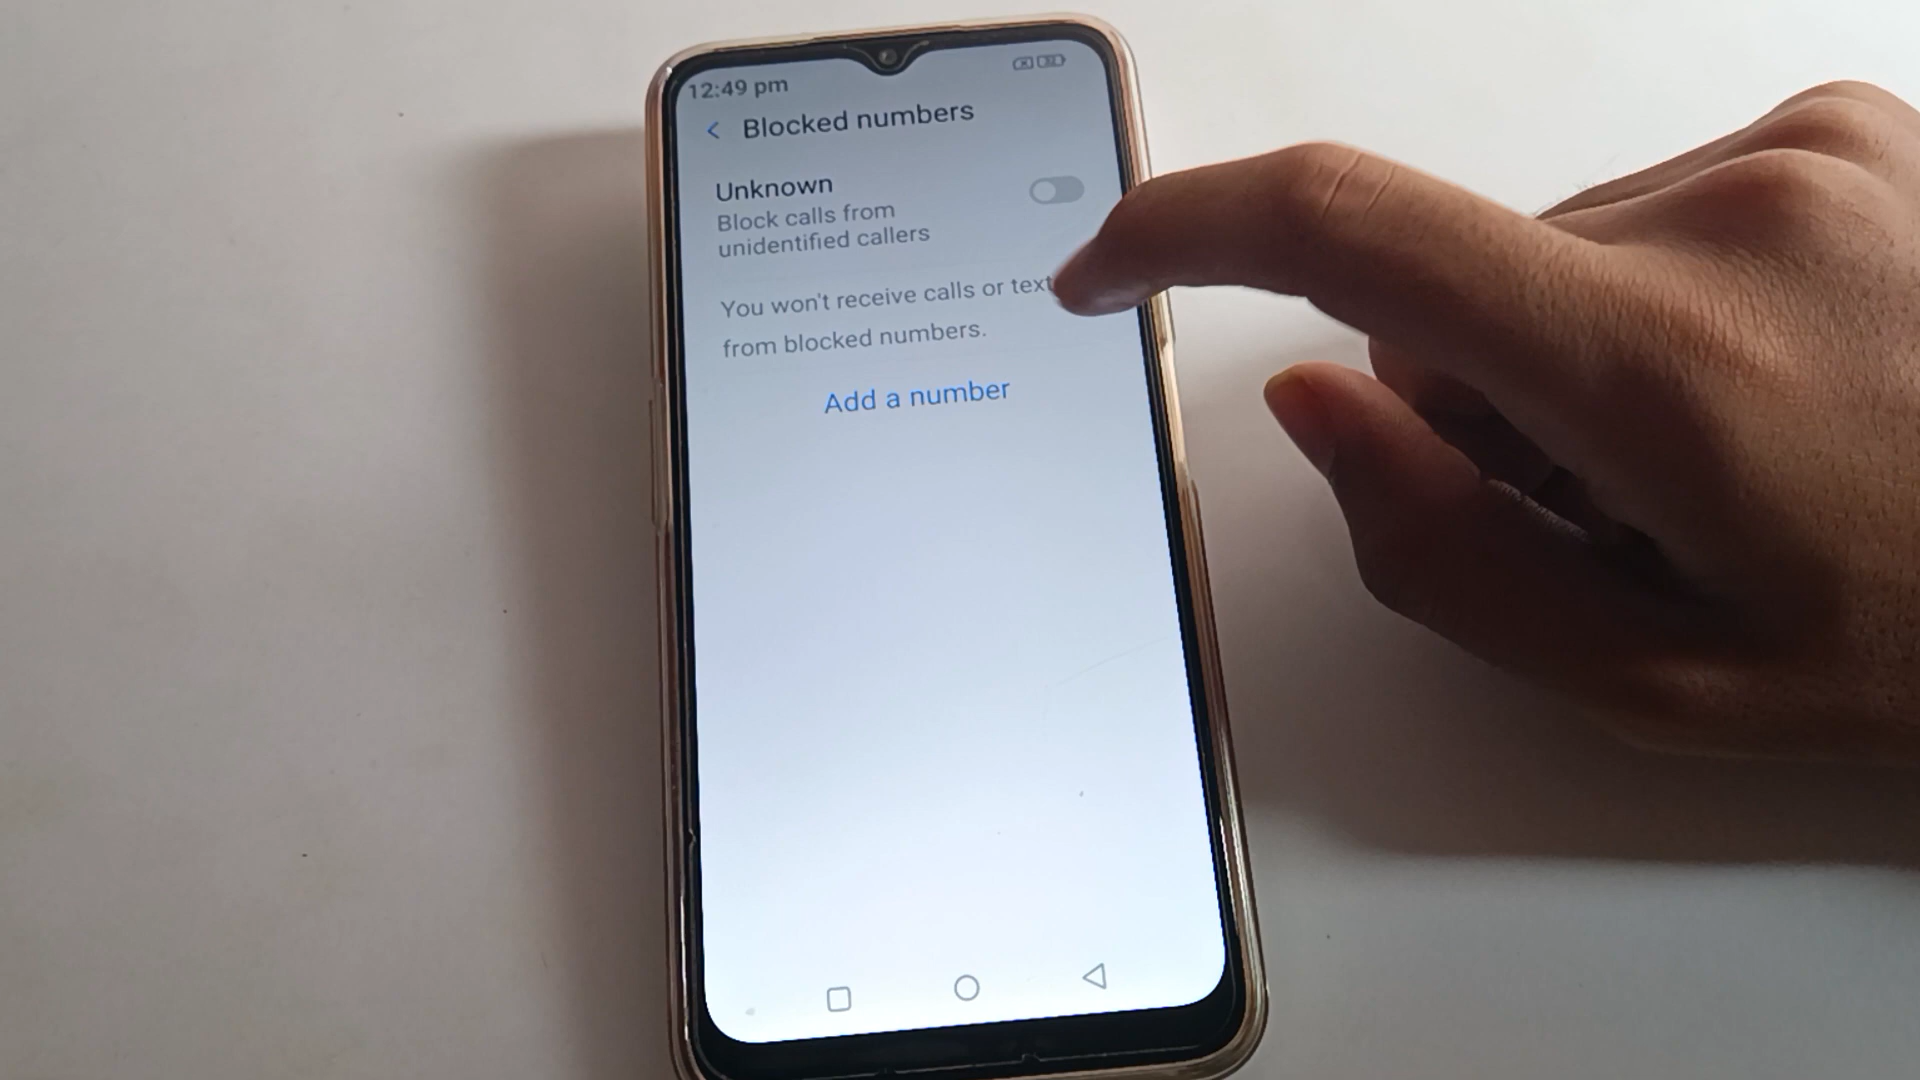 12:49 pm
Blocked numbers
Unknown
Block calls from
unidentified callers
You won't receive calls or text
from blocked numbers.
Add a number